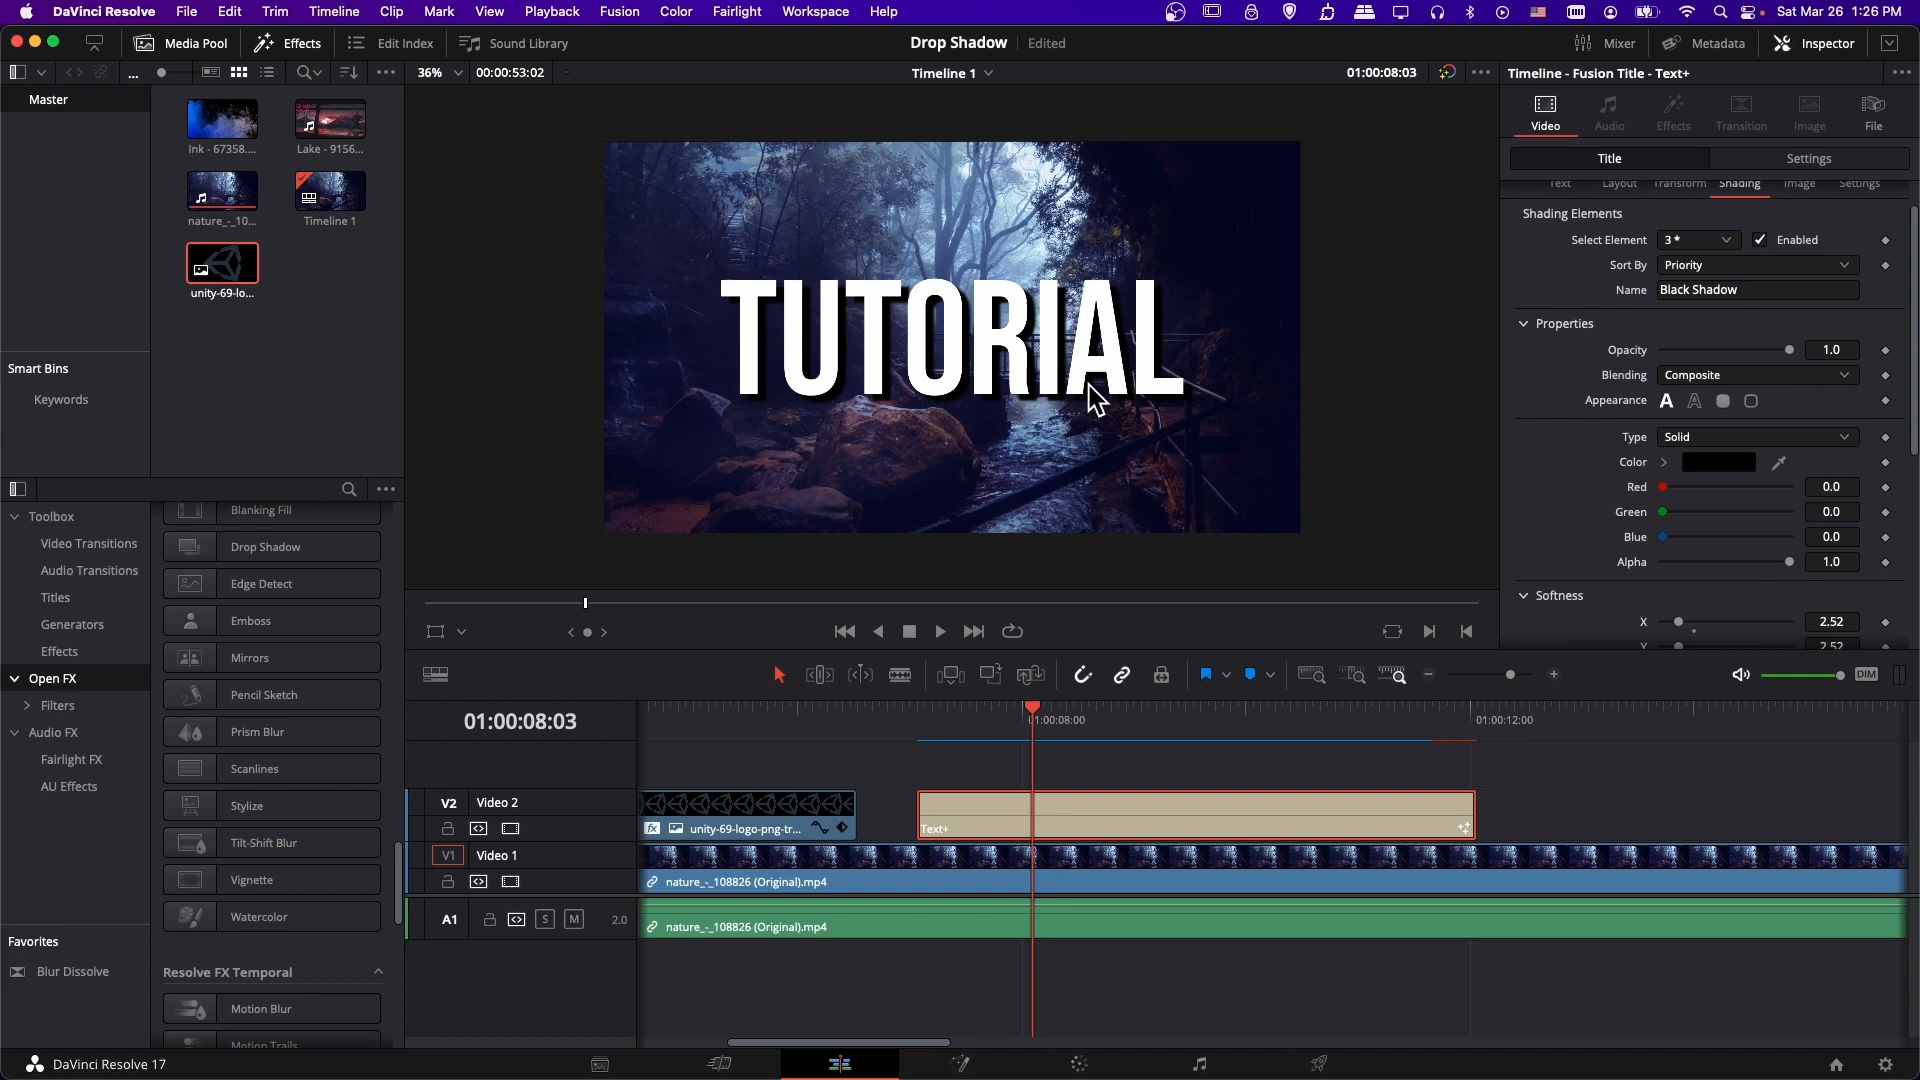 DaVinci Resolve File Edit Trim Timeline Clip Mark View Playback Fusion Color Fairlight Workspace Help Sat Mar 26 1:26 PM
Media Pool Effects Edit Index Sound Library Drop Shadow Edited Mixer Metadata Inspector
36% 00:00:53:02 Timeline 1 01:00:08:03 Timeline - Fusion Title - Text+
Master
Ink - 67358....
Lake - 9156...
nature_-_10...
Timeline 1
unity-69-lo...
Smart Bins
Keywords
TUTORIAL
Video Audio Effects Transition Image File
Title Settings
Text Layout Transform Shading Image Settings
Shading Elements
Select Element 3 * Enabled
Sort By Priority
Name Black Shadow
Properties
Opacity 1.0
Blending Composite
Appearance A A
Type Solid
Color
Red 0.0
Green 0.0
Blue 0.0
Alpha 1.0
Softness
X 2.52
Y 2.52
Toolbox
Video Transitions
Audio Transitions
Titles
Generators
Effects
Open FX
Filters
Audio FX
Fairlight FX
AU Effects
Favorites
Blur Dissolve
Blanking Fill
Drop Shadow
Edge Detect
Emboss
Mirrors
Pencil Sketch
Prism Blur
Scanlines
Stylize
Tilt-Shift Blur
Vignette
Watercolor
Resolve FX Temporal
Motion Blur
Motion Trails
DIM
01:00:08:03 01:00:08:00 01:00:12:00
V2 Video 2
fx unity-69-logo-png-tr...
Text+
V1 Video 1
nature_-_108826 (Original).mp4
A1 S M 2.0
nature_-_108826 (Original).mp4
DaVinci Resolve 17